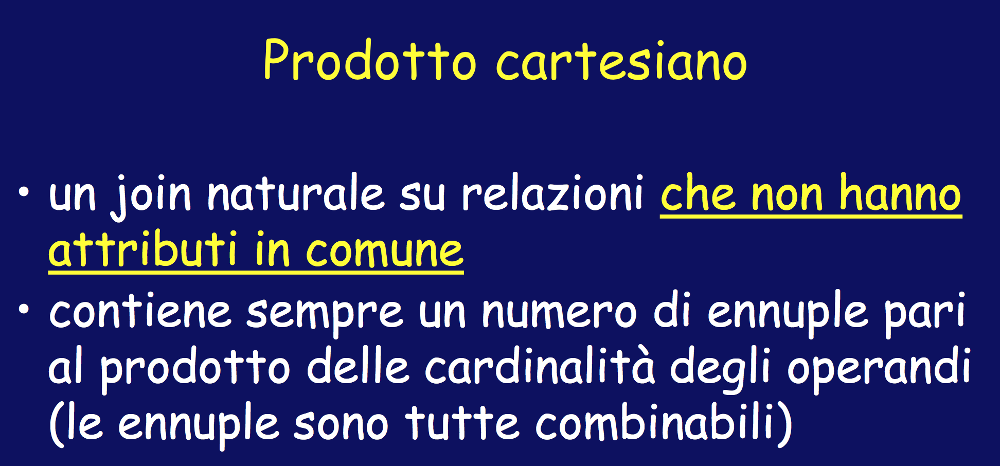 Prodotto cartesiano
• un join naturale su relazioni che non hanno
attributi in comune
• contiene sempre un numero di ennuple pari
al prodotto delle cardinalità degli operandi
(le ennuple sono tutte combinabili)